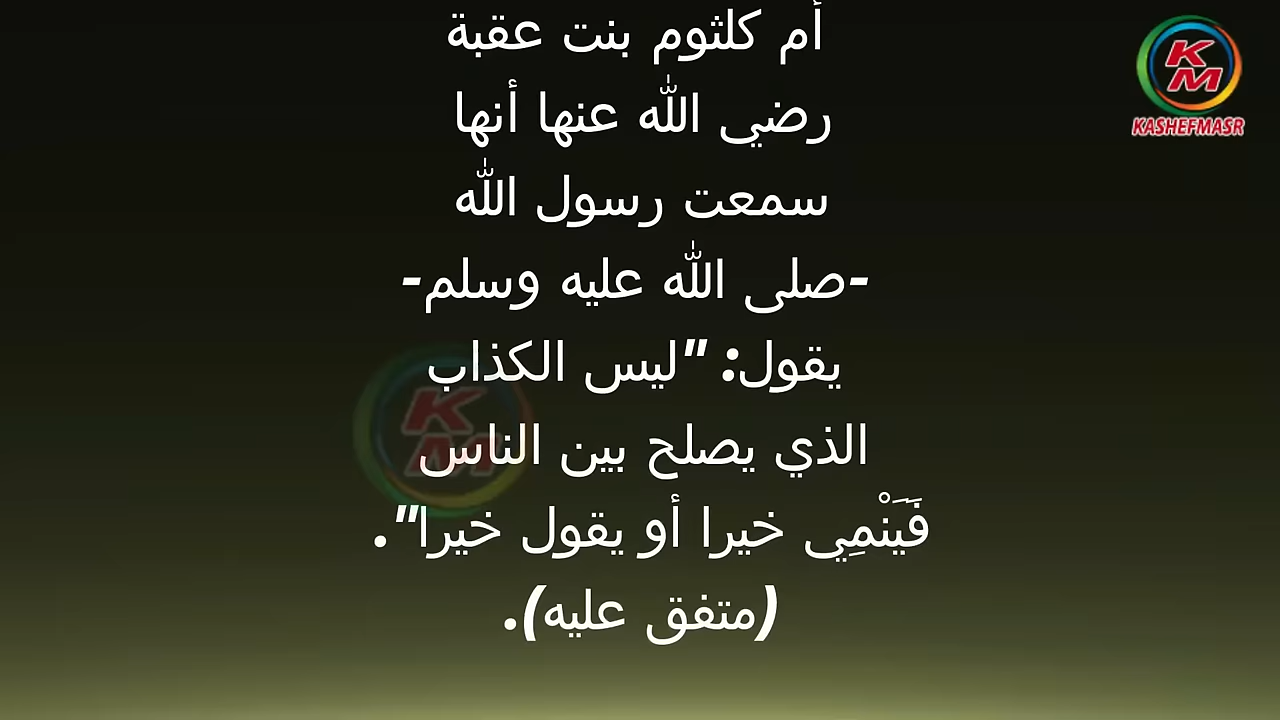 أم كلثوم بنت عقبة
رضي الله عنها أنها
سمعت رسول الله
-صلى الله عليه وسلم-
يقول: "ليس الكذاب
الذي يصلح بين الناس
فَيَنْمِي خيرا أو يقول خيرا".
(متفق عليه).
KM
KASHEFMASR
KM